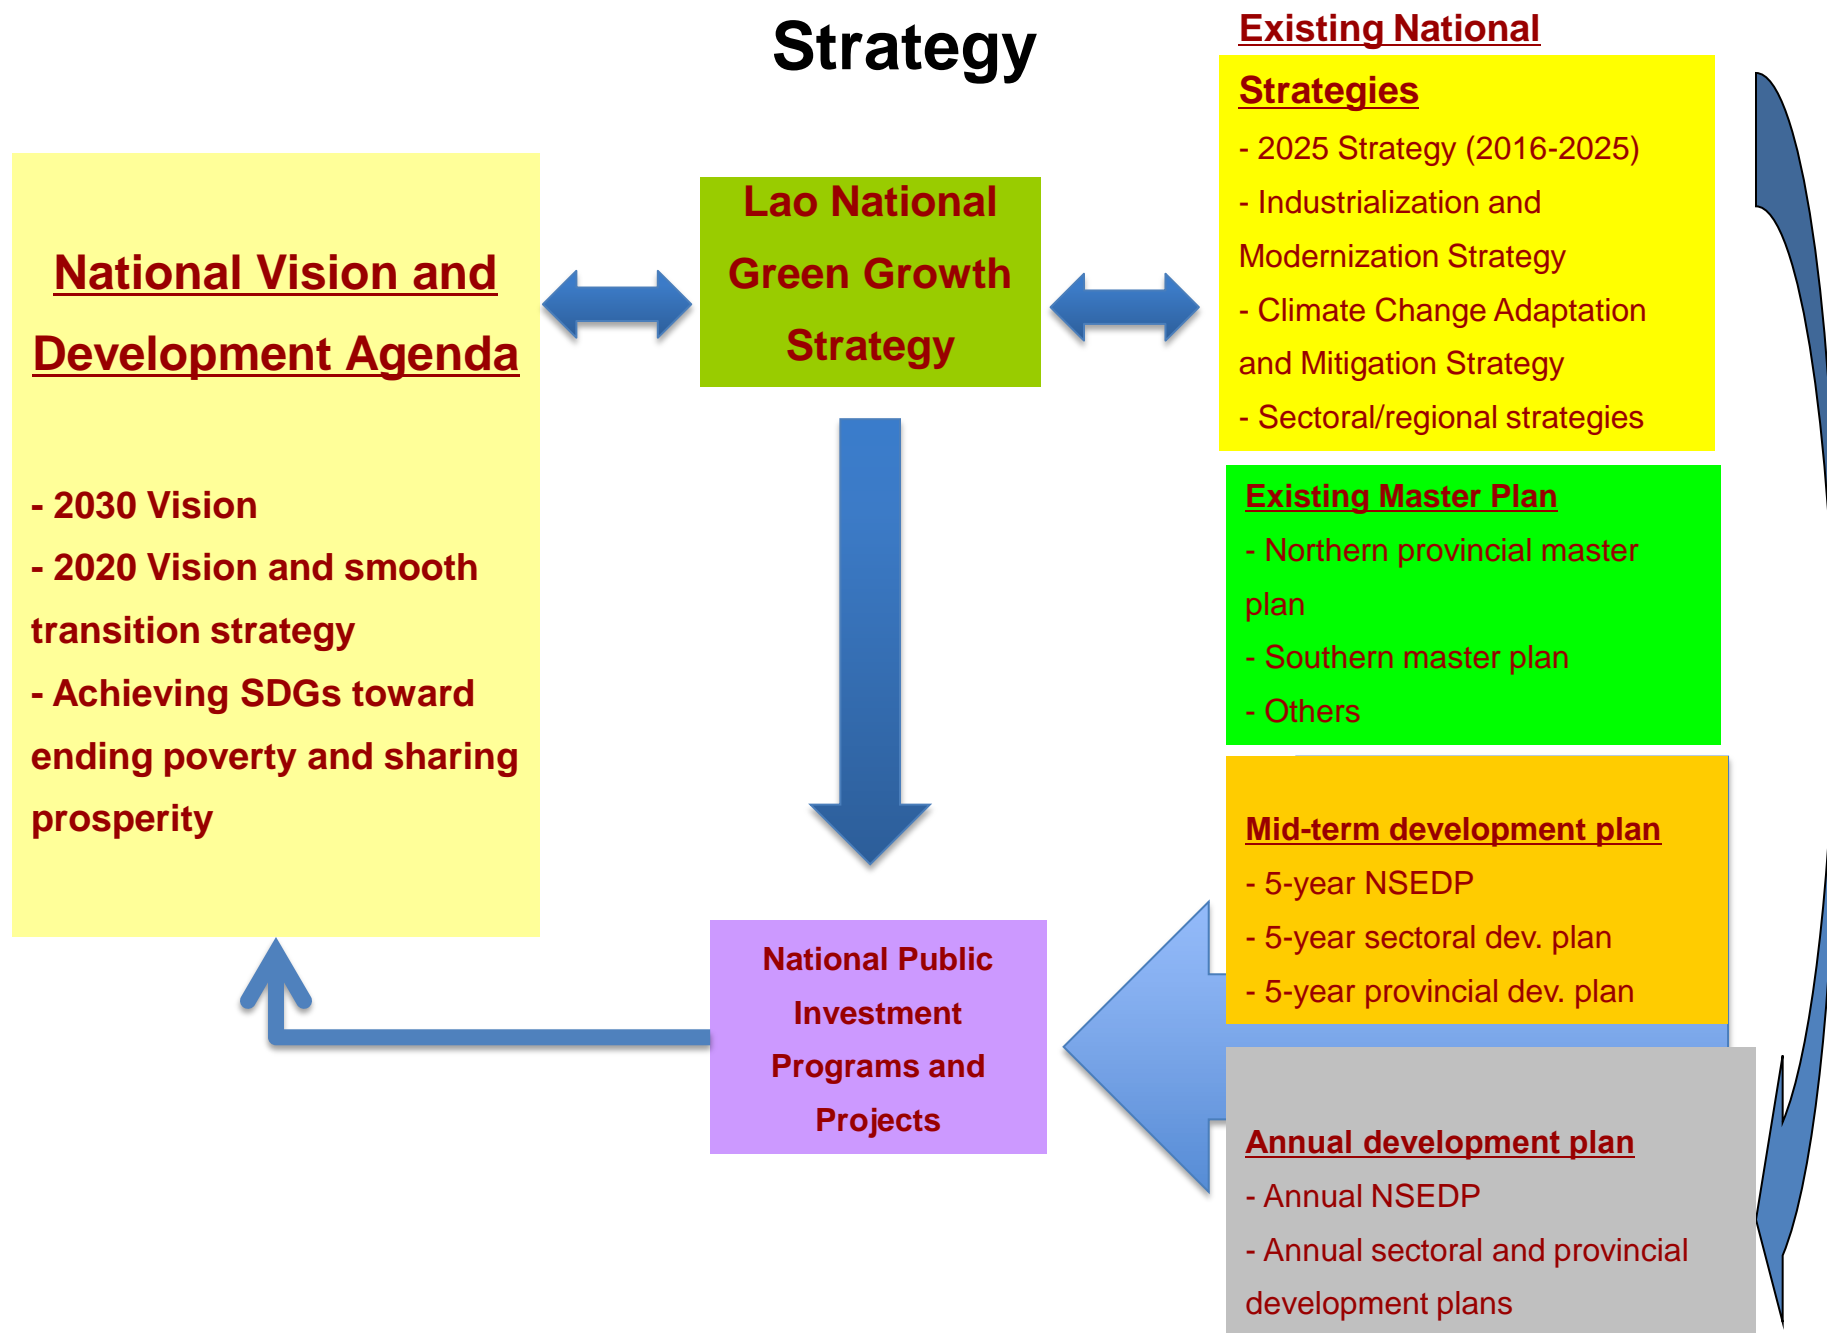 Strategy
National Vision and
Development Agenda
- 2030 Vision
- 2020 Vision and smooth
transition strategy
- Achieving SDGs toward
ending poverty and sharing
prosperity
Lao National
Green Growth
Strategy
National Public
Investment
Programs and
Projects
Existing National
Strategies
- 2025 Strategy (2016-2025)
- Industrialization and
Modernization Strategy
- Climate Change Adaptation
and Mitigation Strategy
- Sectoral/regional strategies
Existing Master Plan
- Northern provincial master
plan
- Southern master plan
- Others
Mid-term development plan
- 5-year NSEDP
- 5-year sectoral dev. plan
- 5-year provincial dev. plan
Annual development plan
- Annual NSEDP
- Annual sectoral and provincial
development plans